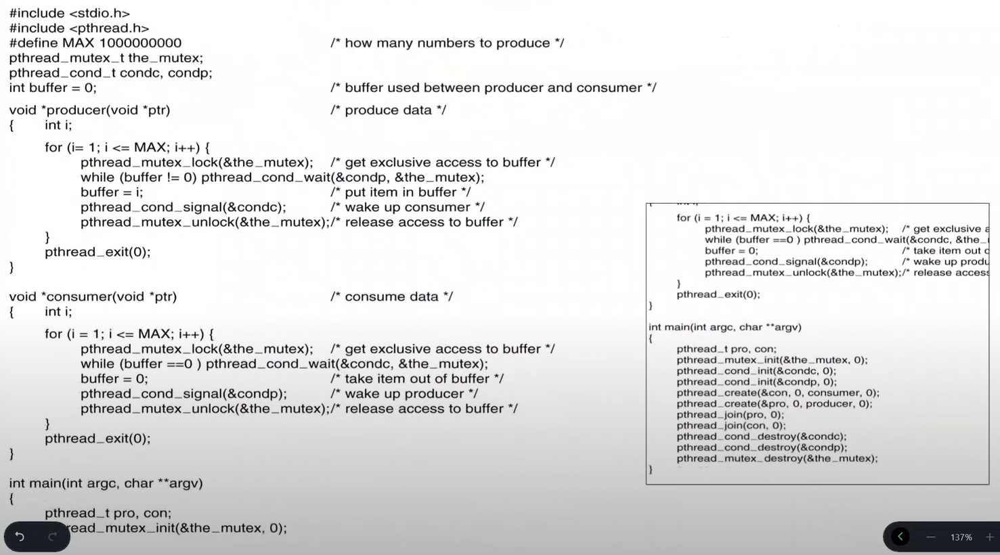 #include <stdio.h>
#include <pthread.h>
#define MAX 1000000000 /* how many numbers to produce */
pthread_mutex_t the_mutex;
pthread_cond_t condc, condp;
int buffer = 0; /* buffer used between producer and consumer */
void *producer(void *ptr) /* produce data */
{ int i;
for (i= 1; i <= MAX; i++) {
pthread_mutex_lock(&the_mutex); /* get exclusive access to buffer */
while (buffer != 0) pthread_cond_wait(&condp, &the_mutex);
buffer = i; /* put item in buffer */
pthread_cond_signal(&condc); /* wake up consumer */
pthread_mutex_unlock(&the_mutex);/* release access to buffer */
}
pthread_exit(0);
}
void *consumer(void *ptr) /* consume data */
{ int i;
for (i = 1; i <= MAX; i++) {
pthread_mutex_lock(&the_mutex); /* get exclusive access to buffer */
while (buffer ==0 ) pthread_cond_wait(&condc, &the_mutex);
buffer = 0; /* take item out of buffer */
pthread_cond_signal(&condp); /* wake up producer */
pthread_mutex_unlock(&the_mutex);/* release access to buffer */
}
pthread_exit(0);
}
int main(int argc, char **argv)
{
pthread_t pro, con;
read_mutex_init(&the_mutex, 0);
for (i = 1; i <= MAX; i++) {
pthread_mutex_lock(&the_mutex); /* get exclusive
while (buffer ==0 ) pthread_cond_wait(&condc, &the_
buffer = 0; /* take item out
pthread_cond_signal(&condp); /* wake up produ
pthread_mutex_unlock(&the_mutex);/* release access
}
pthread_exit(0);
}
int main(int argc, char **argv)
{
pthread_t pro, con;
pthread_mutex_init(&the_mutex, 0);
pthread_cond_init(&condc, 0);
pthread_cond_init(&condp, 0);
pthread_create(&con, 0, consumer, 0);
pthread_create(&pro, 0, producer, 0);
pthread_join(pro, 0);
pthread_join(con, 0);
pthread_cond_destroy(&condc);
pthread_cond_destroy(&condp);
pthread_mutex_destroy(&the_mutex);
}
137%